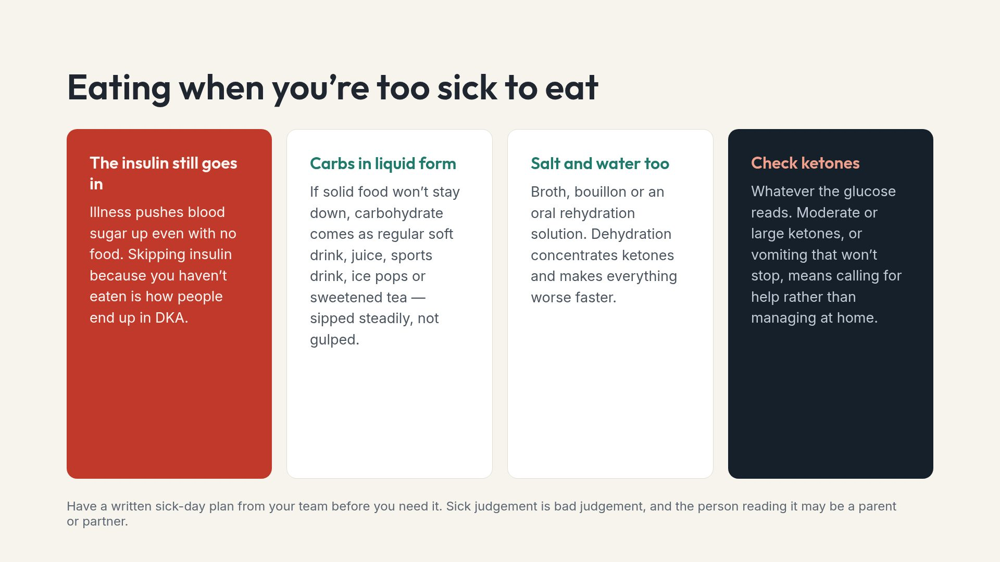 Eating when you’re too sick to eat
The insulin still goes
in
Illness pushes blood
sugar up even with no
food. Skipping insulin
because you haven’t
eaten is how people
end up in DKA.
Carbs in liquid form
If solid food won’t stay
down, carbohydrate
comes as regular soft
drink, juice, sports
drink, ice pops or
sweetened tea —
sipped steadily, not
gulped.
Salt and water too
Broth, bouillon or an
oral rehydration
solution. Dehydration
concentrates ketones
and makes everything
worse faster.
Check ketones
Whatever the glucose
reads. Moderate or
large ketones, or
vomiting that won’t
stop, means calling for
help rather than
managing at home.
Have a written sick-day plan from your team before you need it. Sick judgement is bad judgement, and the person reading it may be a parent
or partner.